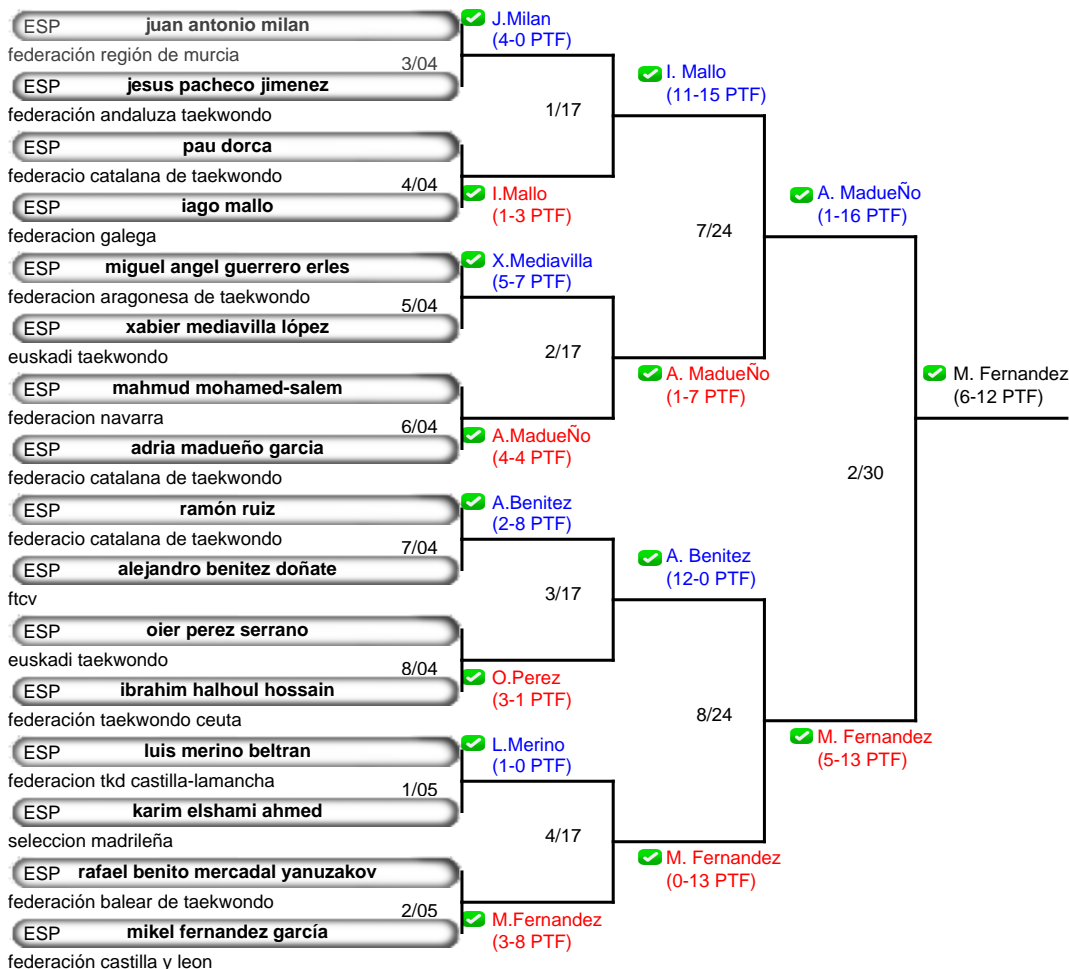 ESP juan antonio milan
federación región de murcia
3/04
ESP jesus pacheco jimenez
federación andaluza taekwondo
ESP pau dorca
federacio catalana de taekwondo
4/04
ESP iago mallo
federacion galega
ESP miguel angel guerrero erles
federacion aragonesa de taekwondo
5/04
ESP xabier mediavilla lópez
euskadi taekwondo
ESP mahmud mohamed-salem
federacion navarra
6/04
ESP adria madueño garcia
federacio catalana de taekwondo
ESP ramón ruiz
federacio catalana de taekwondo
7/04
ESP alejandro benitez doñate
ftcv
ESP oier perez serrano
euskadi taekwondo
8/04
ESP ibrahim halhoul hossain
federación taekwondo ceuta
ESP luis merino beltran
federacion tkd castilla-lamancha
1/05
ESP karim elshami ahmed
seleccion madrileña
ESP rafael benito mercadal yanuzakov
federación balear de taekwondo
2/05
ESP mikel fernandez garcía
federación castilla y leon
J.Milan
(4-0 PTF)
1/17
I.Mallo
(1-3 PTF)
X.Mediavilla
(5-7 PTF)
2/17
A.MadueÑo
(4-4 PTF)
A.Benitez
(2-8 PTF)
3/17
O.Perez
(3-1 PTF)
L.Merino
(1-0 PTF)
4/17
M.Fernandez
(3-8 PTF)
I. Mallo
(11-15 PTF)
7/24
A. MadueÑo
(1-7 PTF)
A. Benitez
(12-0 PTF)
8/24
M. Fernandez
(0-13 PTF)
A. MadueÑo
(1-16 PTF)
2/30
M. Fernandez
(5-13 PTF)
M. Fernandez
(6-12 PTF)